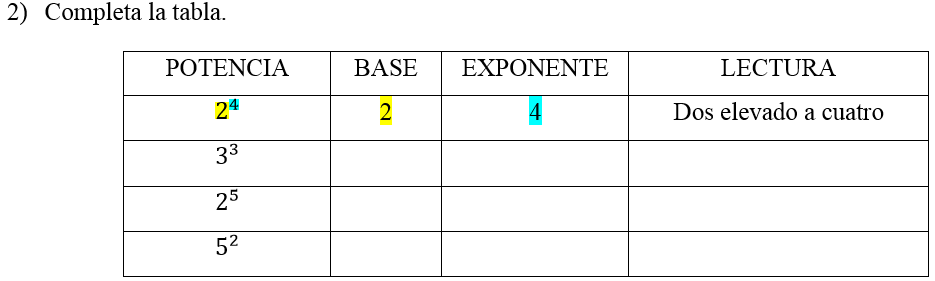 2) Completa la tabla.
POTENCIA BASE EXPONENTE LECTURA
2⁴ 2 4 Dos elevado a cuatro
3³
2⁵
5²